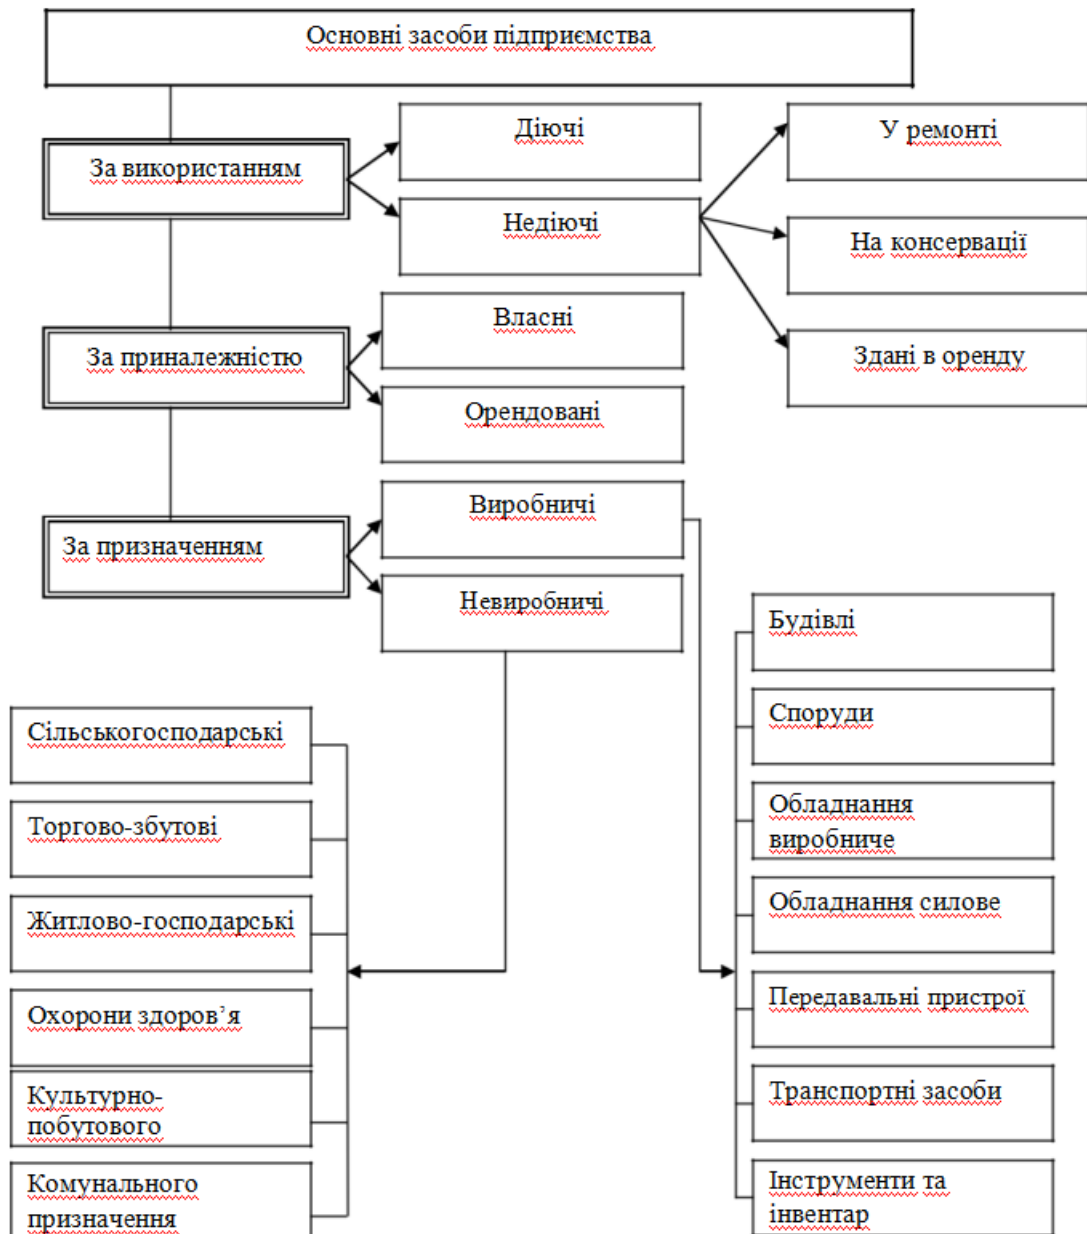 Основні засоби підприємства
За використанням
Діючі
Недіючі
У ремонті
На консервації
Здані в оренду
За приналежністю
Власні
Орендовані
За призначенням
Виробничі
Невиробничі
Сільськогосподарські
Торгово-збутові
Житлово-господарські
Охорони здоров’я
Культурно-
побутового
Комунального
призначення
Будівлі
Споруди
Обладнання
виробниче
Обладнання силове
Передавальні пристрої
Транспортні засоби
Інструменти та
інвентар